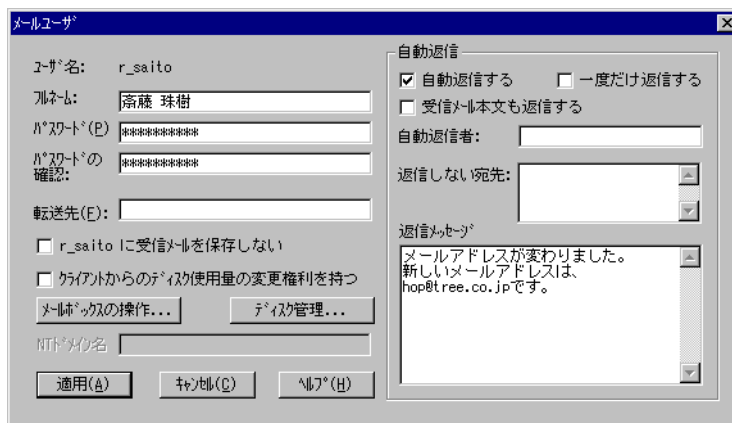 メールユーザ
ユーザ名: r_saito
フルネーム: 斎藤 珠樹
パスワード(P) **********
パスワードの
確認: **********
転送先(F):
r_saito に受信メールを保存しない
クライアントからのディスク使用量の変更権利を持つ
メールボックスの操作... ディスク管理...
NTドメイン名
適用(A) キャンセル(C) ヘルプ(H)
自動返信
自動返信する 一度だけ返信する
受信メール本文も返信する
自動返信者:
返信しない宛先:
返信メッセージ
メールアドレスが変わりました。
新しいメールアドレスは、
hop@tree.co.jpです。